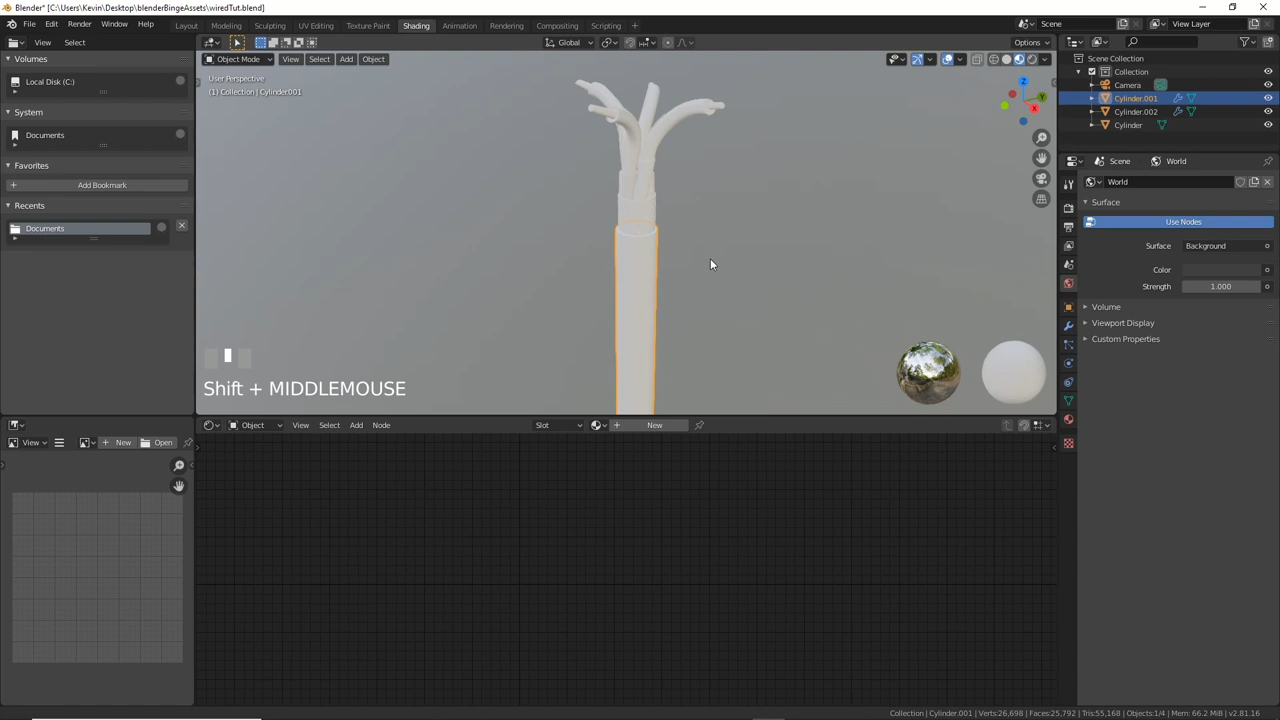 Blender* [C:\Users\Kevin\Desktop\blenderBingeAssets\wiredTut.blend]
File Edit Render Window Help Layout Modeling Sculpting UV Editing Texture Paint Shading Animation Rendering Compositing Scripting Scene View Layer
View Select Global Options
Volumes Object Mode View Select Add Object Scene Collection
Collection
User Perspective
(1) Collection | Cylinder.001
Local Disk (C:) Camera
Cylinder.001
System Cylinder.002
Documents Cylinder
Favorites Scene World
Add Bookmark World
Recents Surface
Use Nodes
Documents
Surface Background
Color
Strength 1.000
Volume
Viewport Display
Custom Properties
Shift + MIDDLEMOUSE
Object View Select Add Node Slot New
View New Open
Collection | Cylinder.001 | Verts:26,698 | Faces:25,792 | Tris:55,168 | Objects:1/4 | Mem: 66.2 MiB | v2.81.16